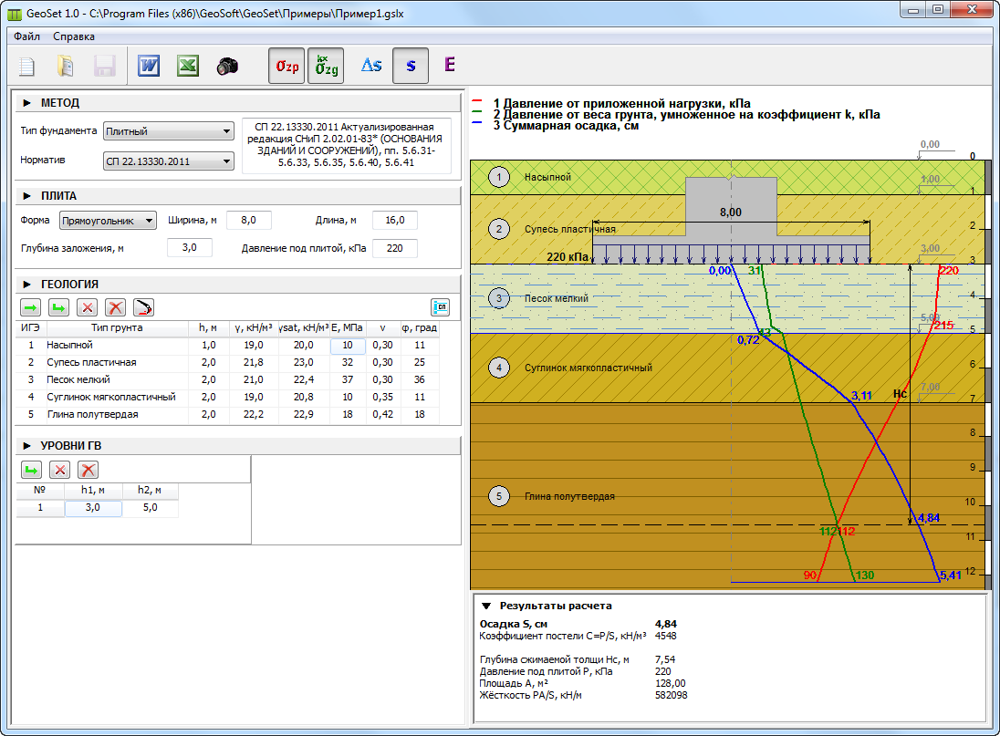 GeoSet 1.0 - C:\Program Files (x86)\GeoSoft\GeoSet\Примеры\Пример1.gslx
Файл Справка
W X σzp kx σzg Δs s E
МЕТОД
Тип фундамента Плитный
Норматив СП 22.13330.2011
СП 22.13330.2011 Актуализированная
редакция СНиП 2.02.01-83* (ОСНОВАНИЯ
ЗДАНИЙ И СООРУЖЕНИЙ), пп. 5.6.31-
5.6.33, 5.6.35, 5.6.40, 5.6.41
ПЛИТА
Форма Прямоугольник Ширина, м 8,0 Длина, м 16,0
Глубина заложения, м 3,0 Давление под плитой, кПа 220
ГЕОЛОГИЯ
СП
ИГЭ Тип грунта h, м γ, кН/м³ γsat, кН/м³ E, МПа ν φ, град
1 Насыпной 1,0 19,0 20,0 10 0,30 11
2 Супесь пластичная 2,0 21,8 23,0 32 0,30 25
3 Песок мелкий 2,0 21,0 22,4 37 0,30 36
4 Суглинок мягкопластичный 2,0 19,0 20,8 10 0,35 11
5 Глина полутвердая 2,0 22,2 22,9 18 0,42 18
УРОВНИ ГВ
№ h1, м h2, м
1 3,0 5,0
1 Давление от приложенной нагрузки, кПа
2 Давление от веса грунта, умноженное на коэффициент k, кПа
3 Суммарная осадка, см
0,00
0
1 Насыпной 1,00
1
8,00
2 Супесь пластичная 2
220 кПа 3,00
3
0,00 31 220
3 Песок мелкий 4
5,00
215
5
0,72
4 Суглинок мягкопластичный 6
7,00
3,11 Hc
7
8
9
5 Глина полутвердая 10
4,84
112 112 11
90 130 5,41 12
Результаты расчета
Осадка S, см 4,84
Коэффициент постели C=P/S, кН/м³ 4548
Глубина сжимаемой толщи Hc, м 7,54
Давление под плитой P, кПа 220
Площадь A, м² 128,00
Жёсткость PA/S, кН/м 582098